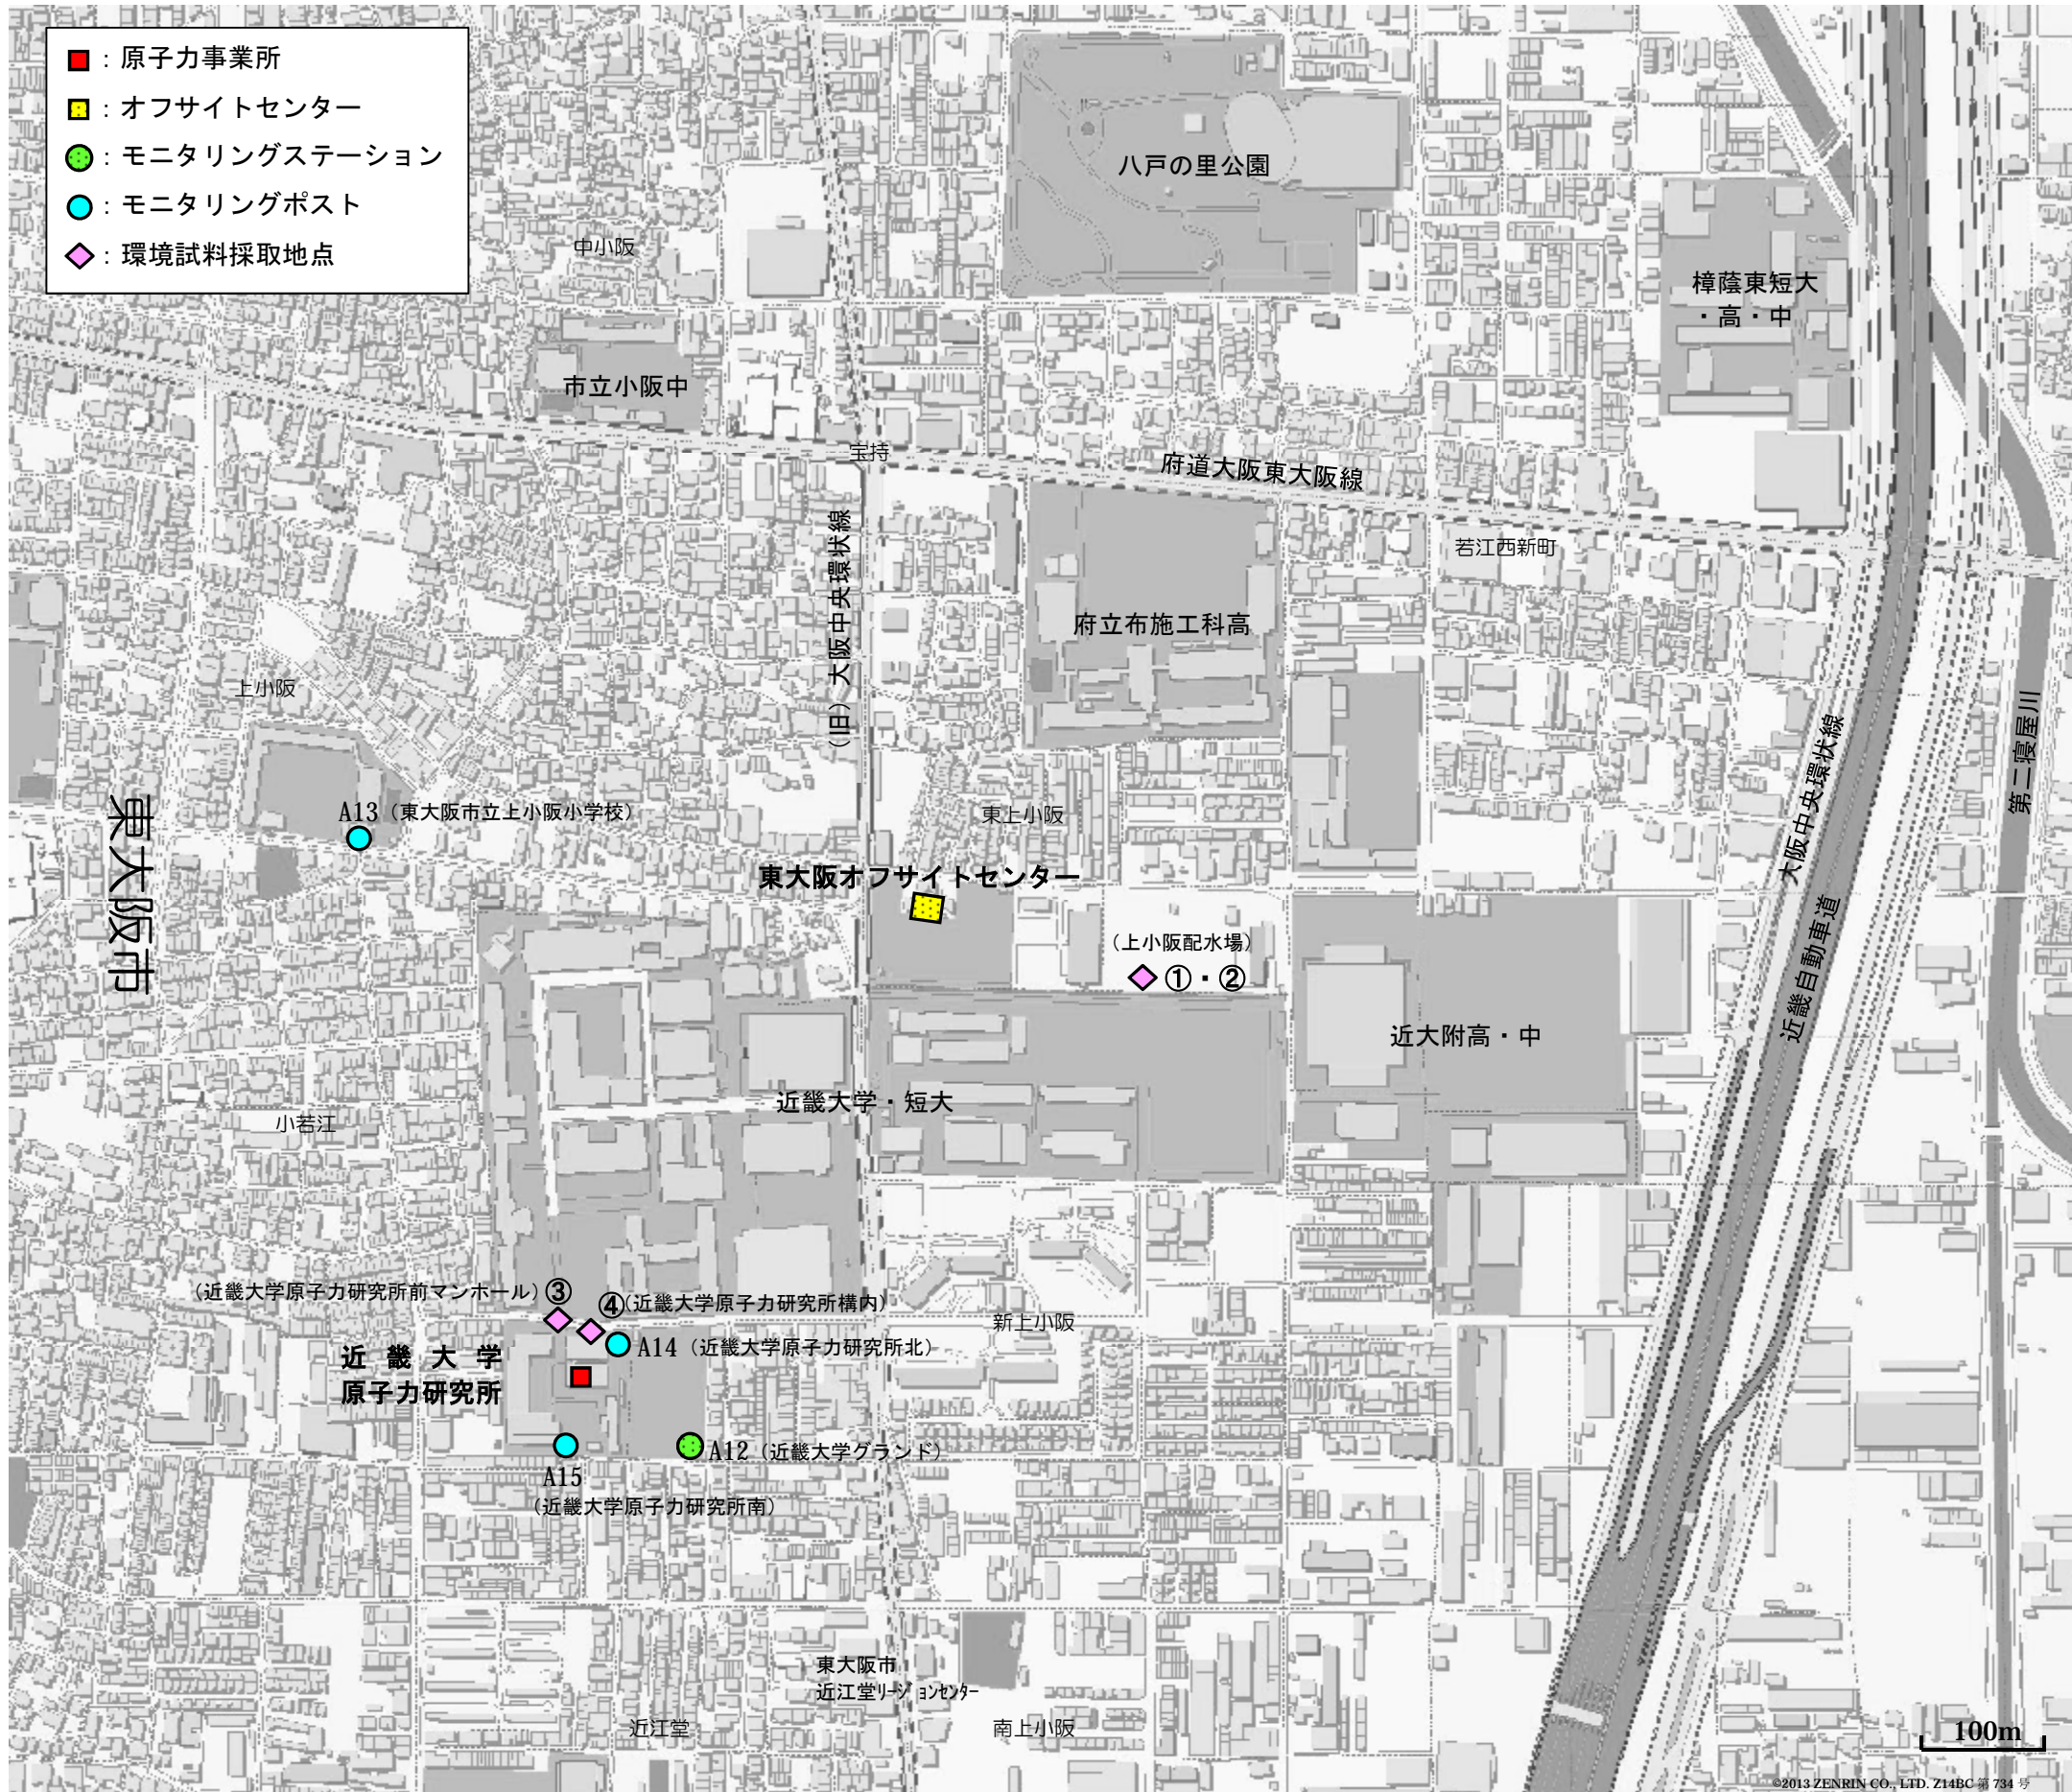 ：原子力事業所
：オフサイトセンター
：モニタリングステーション
：モニタリングポスト
：環境試料採取地点
八戸の里公園
中小阪
樟蔭東短大
・高・中
市立小阪中
宝持
府道大阪東大阪線
若江西新町
（旧）大阪中央環状線
府立布施工科高
上小阪
大阪中央環状線
第二寝屋川
東大阪市
A13（東大阪市立上小阪小学校）
東上小阪
東大阪オフサイトセンター
（上小阪配水場）
①・②
近畿自動車道
近大附高・中
近畿大学・短大
小若江
（近畿大学原子力研究所前マンホール）③
④（近畿大学原子力研究所構内）
新上小阪
A14（近畿大学原子力研究所北）
近畿大学
原子力研究所
A12（近畿大学グランド）
A15
（近畿大学原子力研究所南）
東大阪市
近江堂ﾘｰｼﾞｮﾝｾﾝﾀｰ
近江堂
南上小阪
100m
©2013 ZENRIN CO., LTD. Z14BC 第 734 号